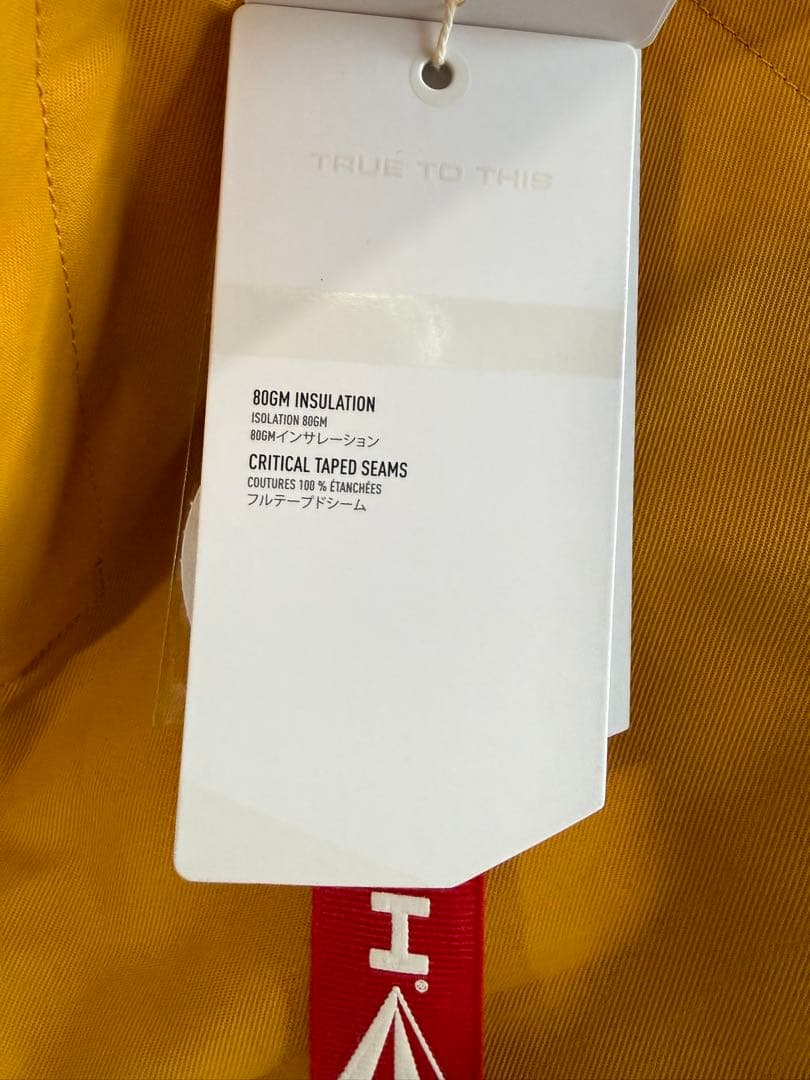 TRUE TO THIS
80GM INSULATION
ISOLATION 80GM
80GMインサレーション
CRITICAL TAPED SEAMS
COUTURES 100 % ÉTANCHÉES
フルテープドシーム
H
®